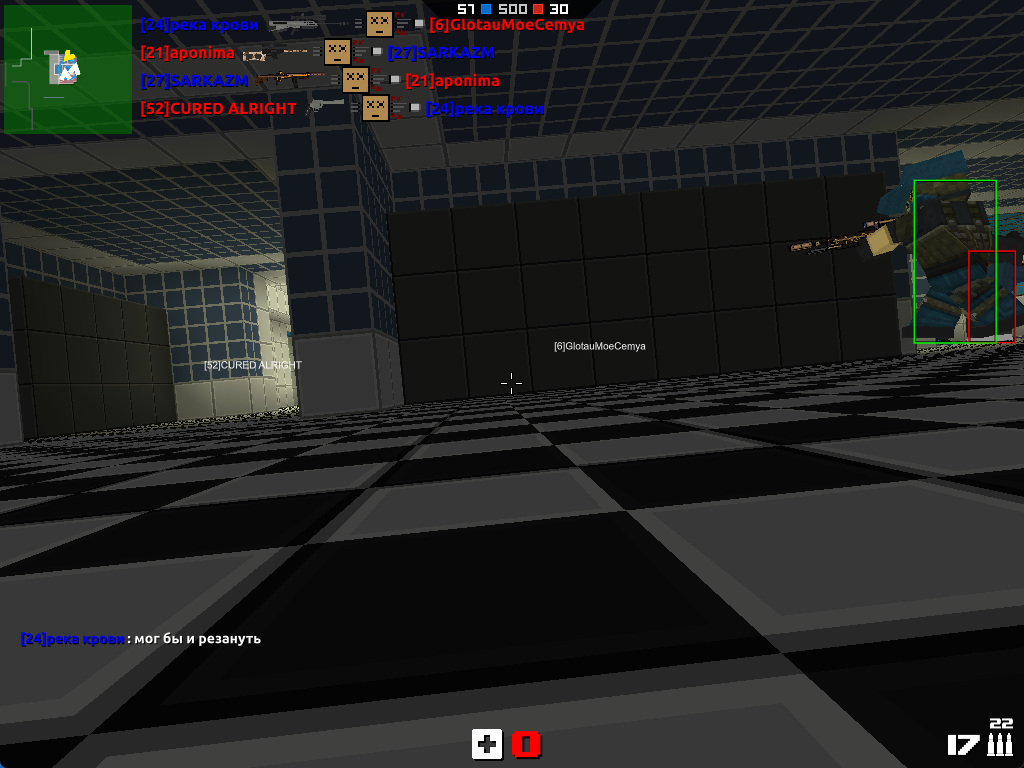 57 500 30
[24]река крови [6]GlotauMoeCemya
[21]aponima [27]SARKAZM
[27]SARKAZM [21]aponima
[52]CURED ALRIGHT [24]река крови
[6]GlotauMoeCemya
[52]CURED ALRIGHT
[24]река крови : мог бы и резануть
22
17
0